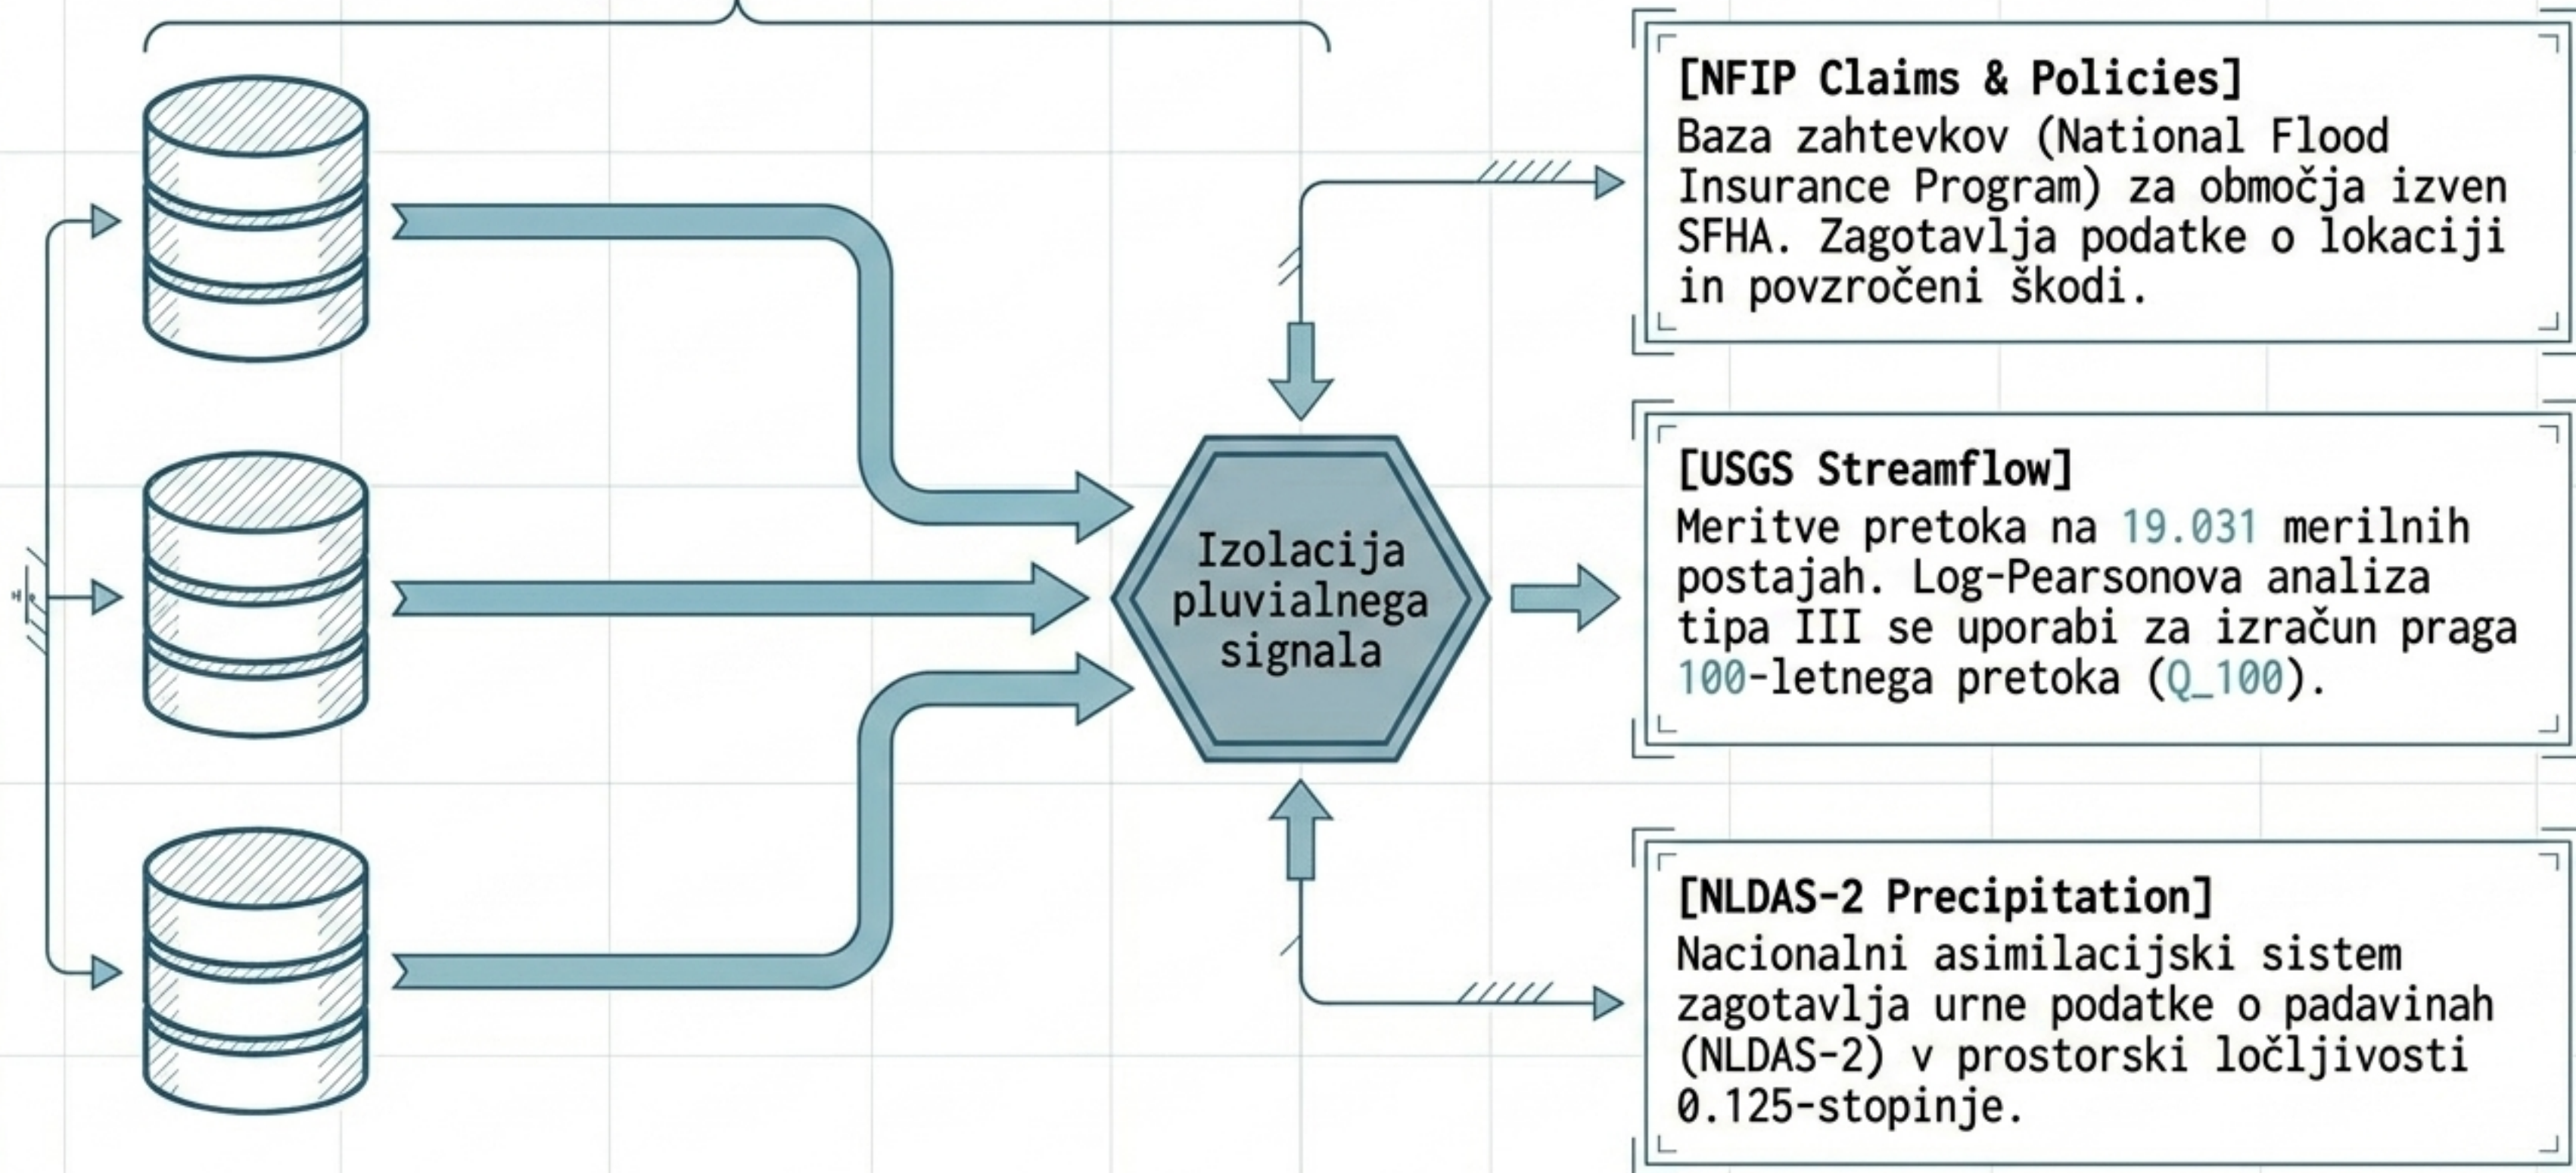 Izolacija
pluvialnega
signala
[NFIP Claims & Policies]
Baza zahtevkov (National Flood
Insurance Program) za območja izven
SFHA. Zagotavlja podatke o lokaciji
in povzročeni škodi.
[USGS Streamflow]
Meritve pretoka na 19.031 merilnih
postajah. Log-Pearsonova analiza
tipa III se uporabi za izračun praga
100-letnega pretoka (Q_100).
[NLDAS-2 Precipitation]
Nacionalni asimilacijski sistem
zagotavlja urne podatke o padavinah
(NLDAS-2) v prostorski ločljivosti
0.125-stopinje.